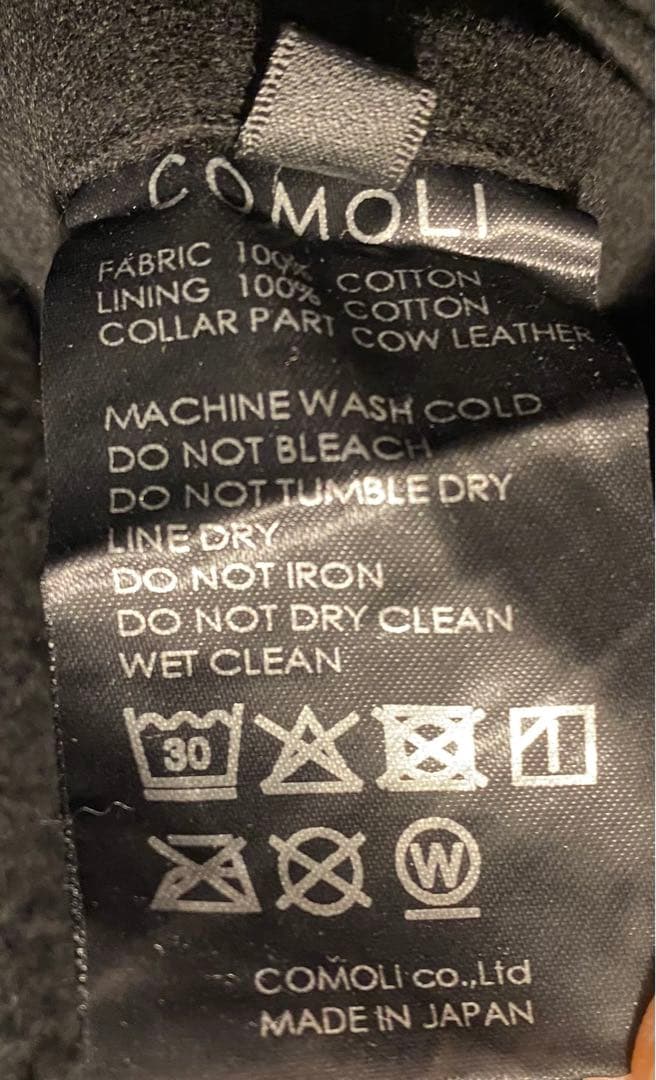 COMOLI
FABRIC 100% COTTON
LINING 100% COTTON
COLLAR PART COW LEATHER
MACHINE WASH COLD
DO NOT BLEACH
DO NOT TUMBLE DRY
LINE DRY
DO NOT IRON
DO NOT DRY CLEAN
WET CLEAN
30
W
COMOLI co.,Ltd
MADE IN JAPAN